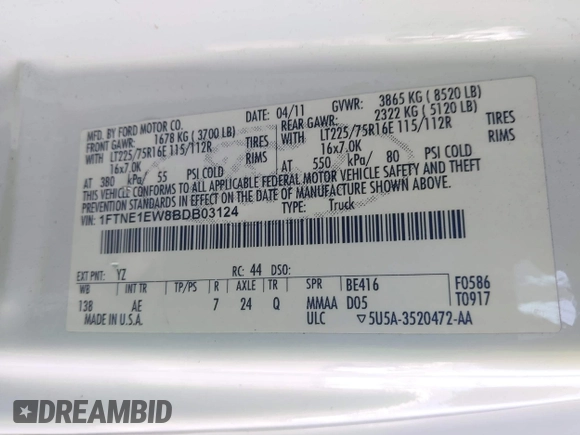 MFD. BY FORD MOTOR CO.
DATE: 04/11 GVWR: 3865 KG ( 8520 LB)
FRONT GAWR: 1678 KG ( 3700 LB) REAR GAWR: 2322 KG ( 5120 LB)
WITH LT225/75R16E 115/112R TIRES WITH LT225/75R16E 115/112R TIRES
16x7.0K RIMS 16x7.0K RIMS
AT 380 kPa/ 55 PSI COLD AT 550 kPa/ 80 PSI COLD
THIS VEHICLE CONFORMS TO ALL APPLICABLE FEDERAL MOTOR VEHICLE SAFETY AND THEFT
PREVENTION STANDARDS IN EFFECT ON THE DATE OF MANUFACTURE SHOWN ABOVE.
VIN: 1FTNE1EW8BDB03124 TYPE: Truck
EXT PNT: YZ RC: 44 DSO:
WB INT TR TP/PS R AXLE TR SPR BE416 F0586
138 AE 7 24 Q MMAA D05 T0917
MADE IN U.S.A. ULC ▽5U5A-3520472-AA
DREAMBID